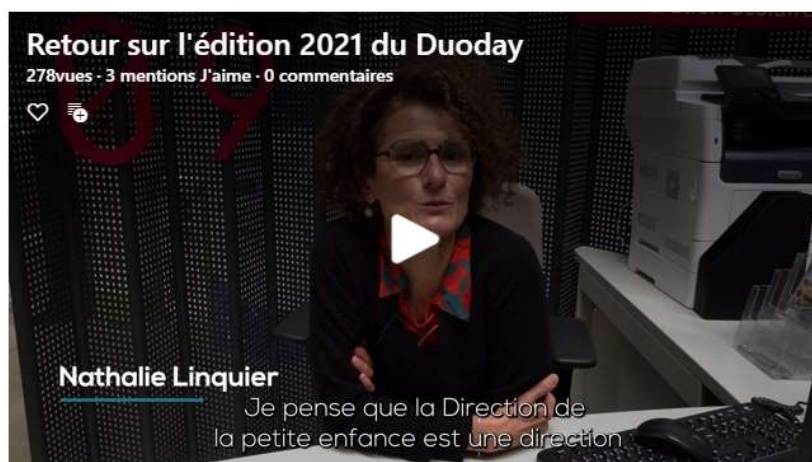 Retour sur l'édition 2021 du Duoday
278vues · 3 mentions J'aime · 0 commentaires
09
Nathalie Linquier
Je pense que la Direction de
la petite enfance est une direction